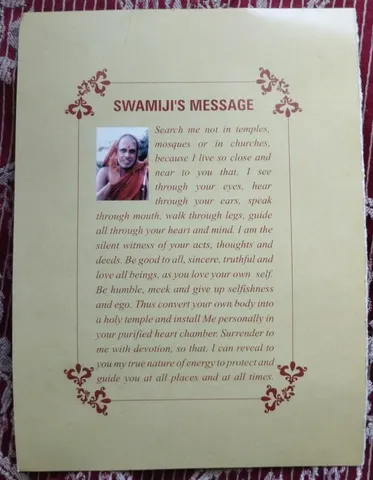 SWAMIJI'S MESSAGE
Search me not in temples,
mosques or in churches,
because I live so close and
near to you that, I see
through your eyes, hear
through your ears, speak
through mouth, walk through legs, guide
all through your heart and mind. I am the
silent witness of your acts, thoughts and
deeds. Be good to all, sincere, truthful and
love all beings, as you love your own self.
Be humble, meek and give up selfishness
and ego. Thus convert your own body into
a holy temple and install Me personally in
your purified heart chamber. Surrender to
me with devotion, so that, I can reveal to
you my true nature of energy to protect and
guide you at all places and at all times.